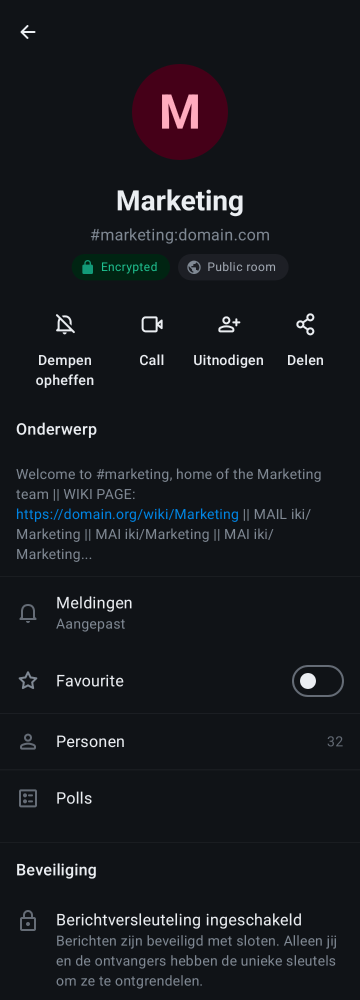 M
Marketing
#marketing:domain.com
Encrypted Public room
Dempen opheffen Call Uitnodigen Delen
Onderwerp
Welcome to #marketing, home of the Marketing
team || WIKI PAGE:
https://domain.org/wiki/Marketing || MAIL iki/
Marketing || MAI iki/Marketing || MAI iki/
Marketing...
Meldingen
Aangepast
Favourite
Personen 32
Polls
Beveiliging
Berichtversleuteling ingeschakeld
Berichten zijn beveiligd met sloten. Alleen jij
en de ontvangers hebben de unieke sleutels
om ze te ontgrendelen.